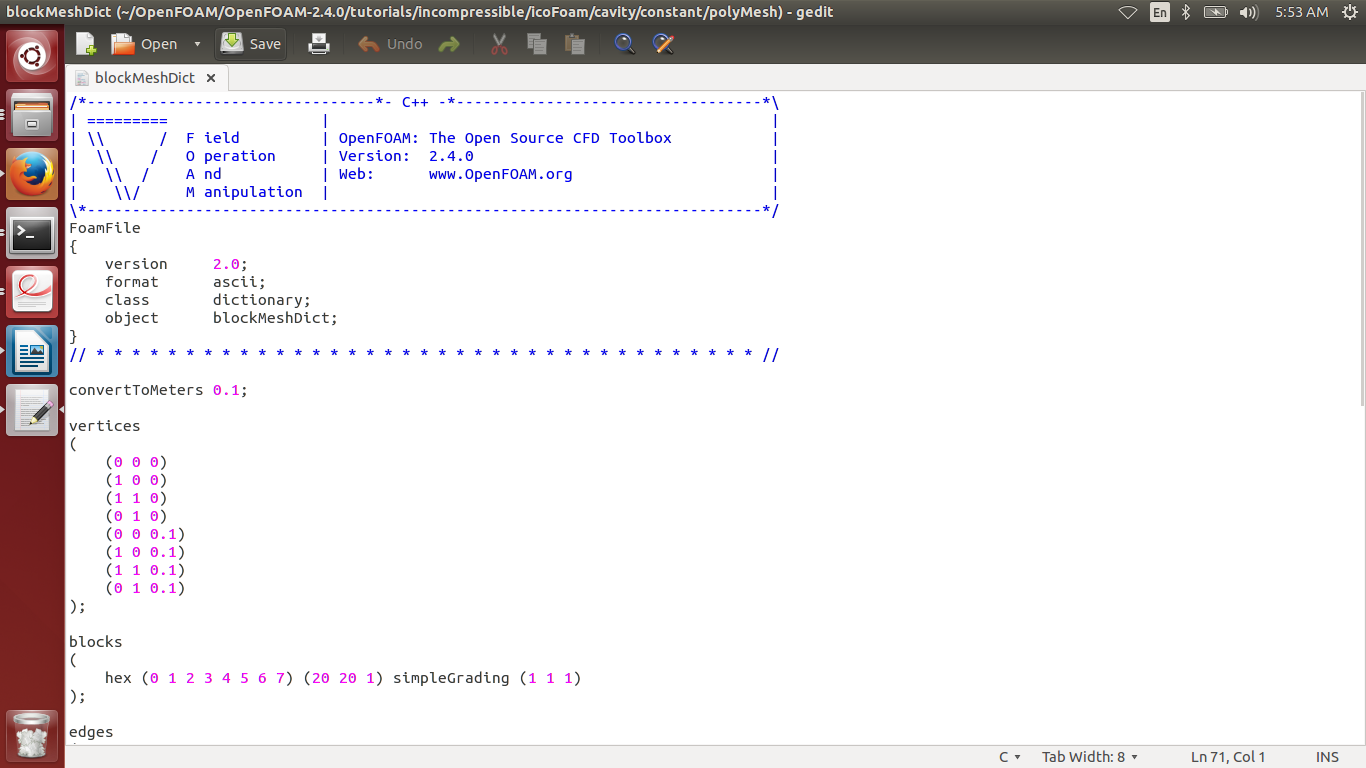 blockMeshDict (~/OpenFOAM/OpenFOAM-2.4.0/tutorials/incompressible/icoFoam/cavity/constant/polyMesh) - gedit
En
5:53 AM
Open
Save
Undo
blockMeshDict x
/*--------------------------------*- C++ -*----------------------------------*\
| =========                 |                                                 |
| \\      /  F ield         | OpenFOAM: The Open Source CFD Toolbox           |
|  \\    /   O peration     | Version:  2.4.0                                 |
|   \\  /    A nd           | Web:      www.OpenFOAM.org                      |
|    \\/     M anipulation  |                                                 |
\*---------------------------------------------------------------------------*/
FoamFile
{
    version     2.0;
    format      ascii;
    class       dictionary;
    object      blockMeshDict;
}
// * * * * * * * * * * * * * * * * * * * * * * * * * * * * * * * * * * * * * //
convertToMeters 0.1;
vertices
(
    (0 0 0)
    (1 0 0)
    (1 1 0)
    (0 1 0)
    (0 0 0.1)
    (1 0 0.1)
    (1 1 0.1)
    (0 1 0.1)
);
blocks
(
    hex (0 1 2 3 4 5 6 7) (20 20 1) simpleGrading (1 1 1)
);
edges
C
Tab Width: 8
Ln 71, Col 1
INS